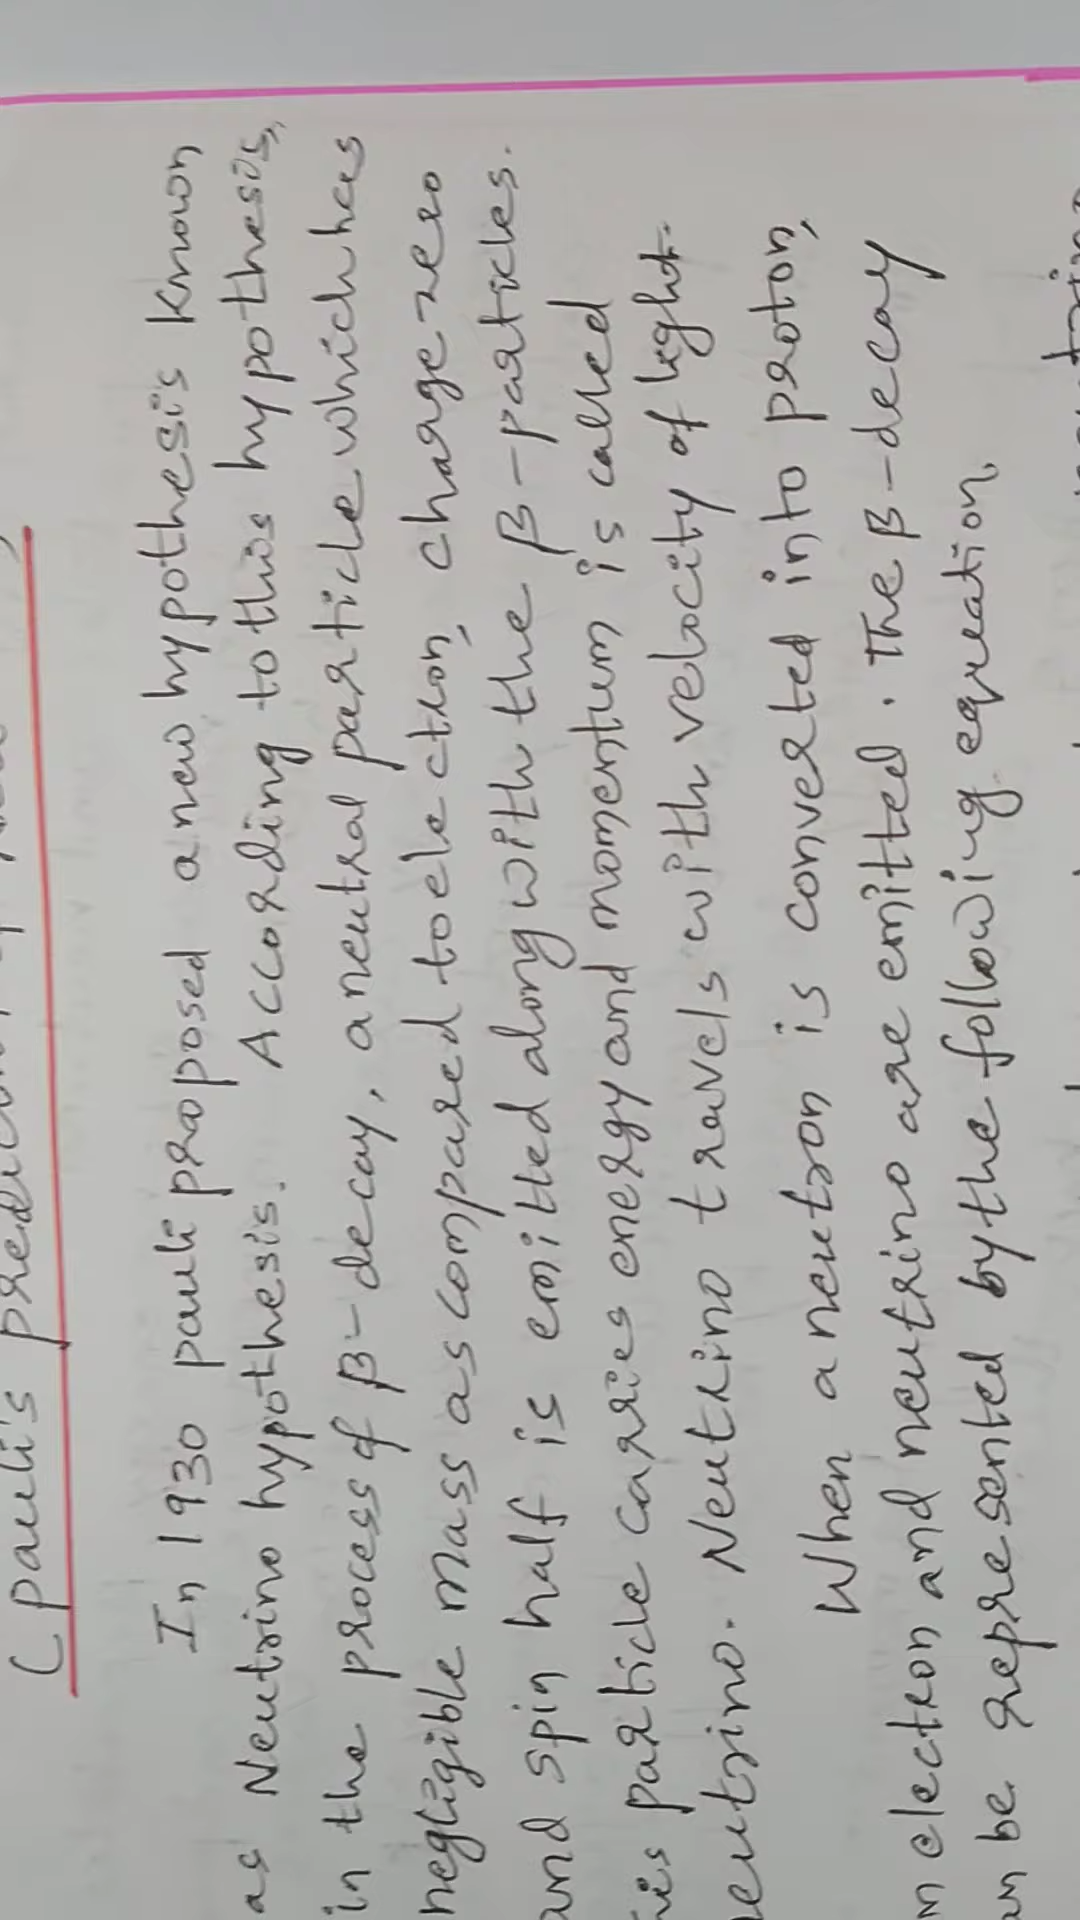 (Pauli's
In 1930 pauli proposed a new hypothesis known
as Neutrino hypothesis. According to this hypothesis,
in the process of β-decay, a neutral particle which has
negligible mass as compared to electron, charge zero
and spin half is emitted along with the β-particles.
particle carries energy and momentum is called
eutrino. Neutrino travels with velocity of light.
When a neutron is converted into proton,
n electron and neutrino are emitted. The β-decay
an be represented by the following equation,